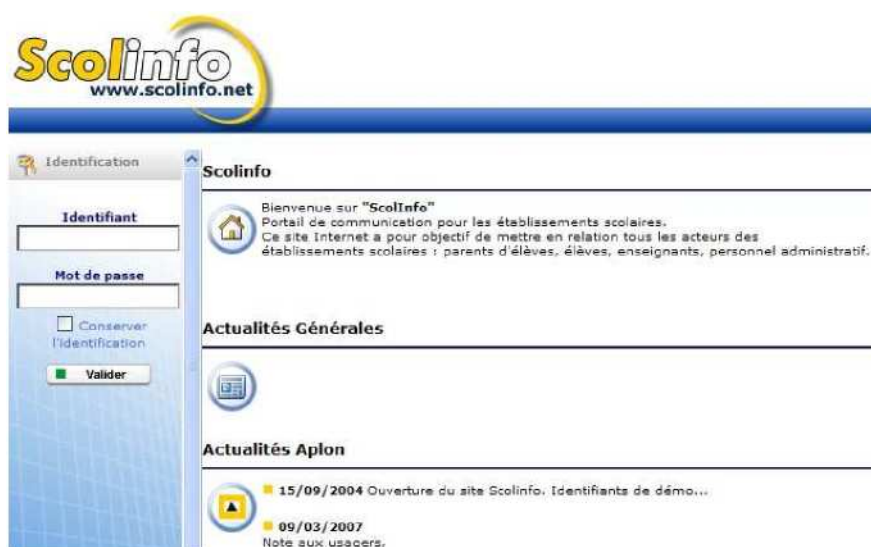 Scolinfo
www.scolinfo.net
Identification
Identifiant
Mot de passe
Conserver
l'identification
Valider
Scolinfo
Bienvenue sur "ScolInfo"
Portail de communication pour les établissements scolaires.
Ce site Internet a pour objectif de mettre en relation tous les acteurs des
établissements scolaires : parents d'élèves, élèves, enseignants, personnel administratif.
Actualités Générales
Actualités Aplon
15/09/2004 Ouverture du site Scolinfo. Identifiants de démo...
09/03/2007
Note aux usagers.